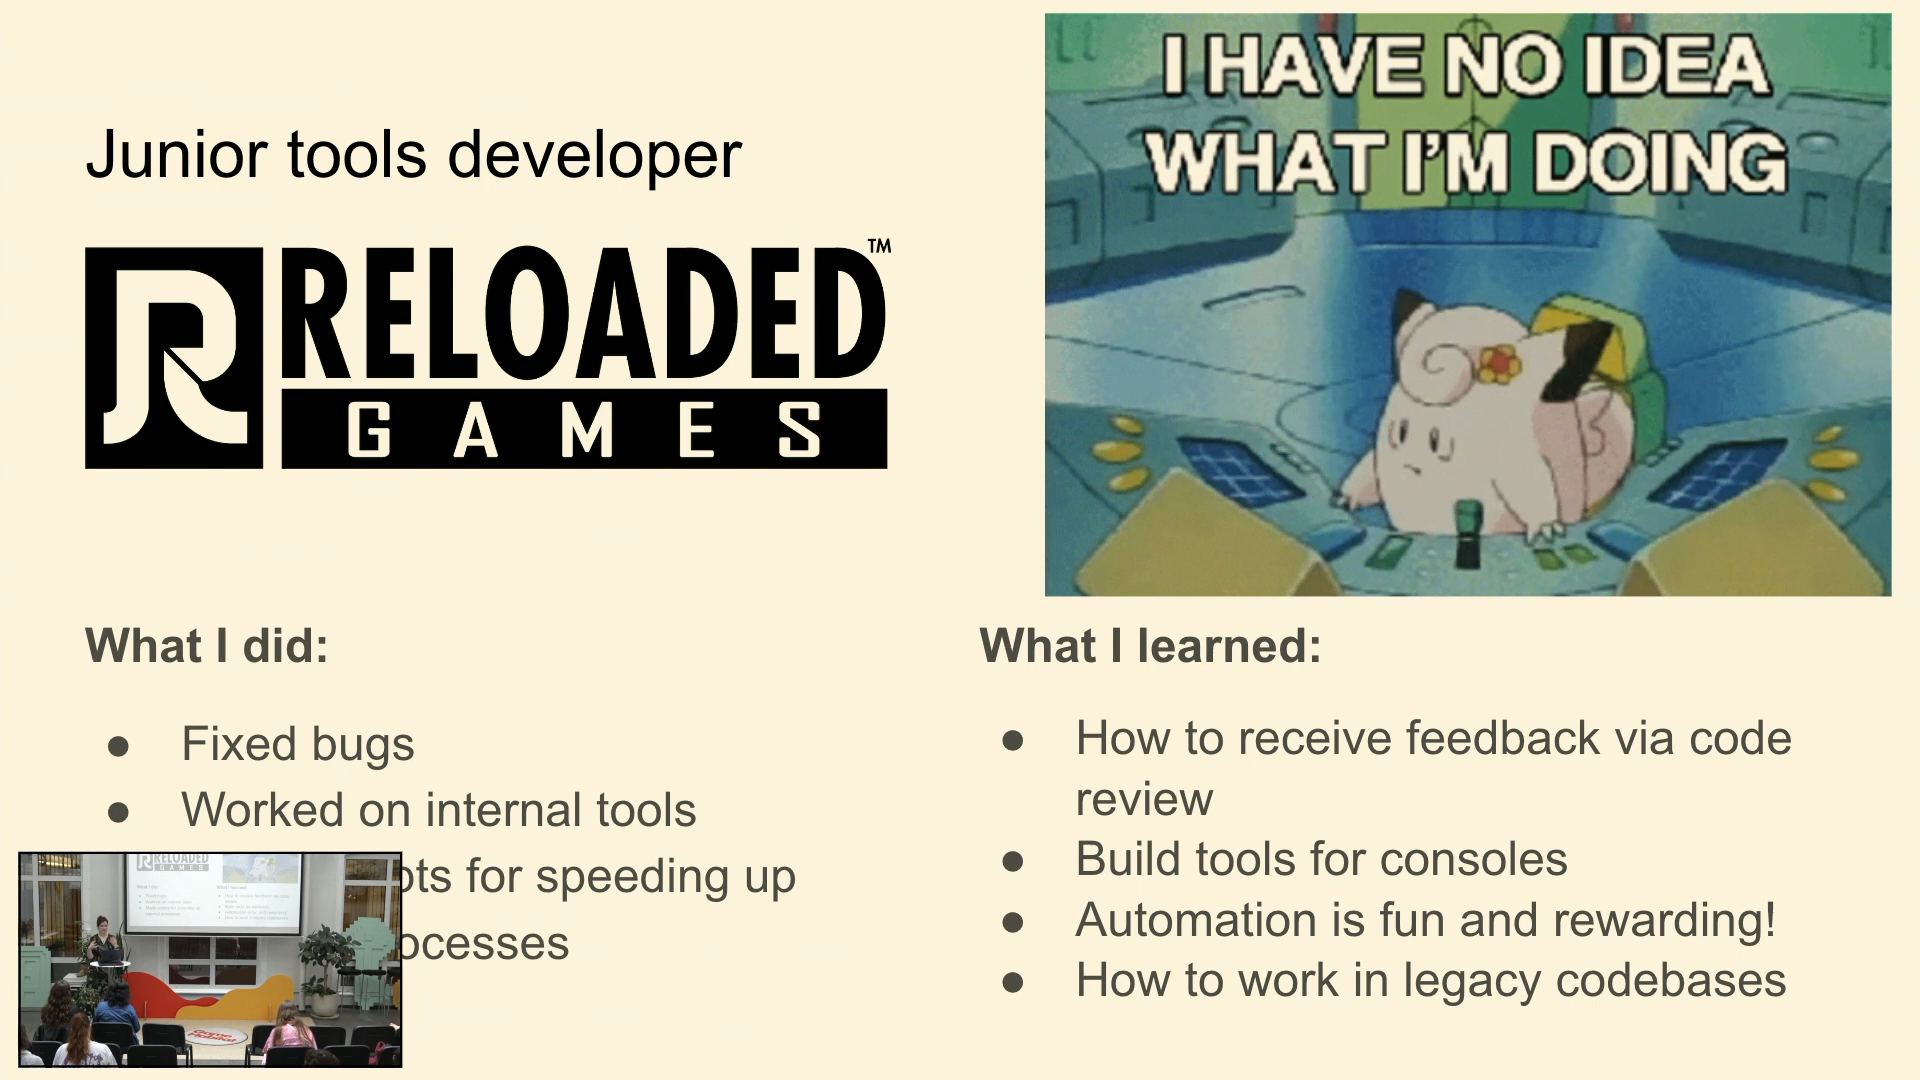 Junior tools developer
RELOADED™
GAMES
I HAVE NO IDEA
WHAT I'M DOING
What I did:
● Fixed bugs
● Worked on internal tools
for speeding up
What I learned:
● How to receive feedback via code
review
● Build tools for consoles
● Automation is fun and rewarding!
● How to work in legacy codebases
RELOADED
GAMES